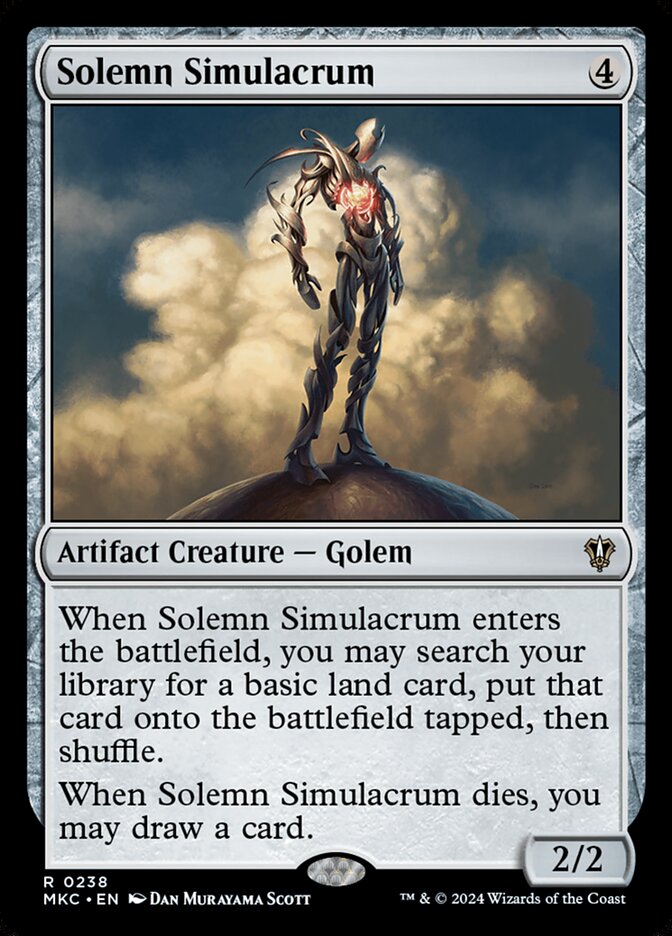 Solemn Simulacrum 4
Artifact Creature — Golem
When Solemn Simulacrum enters
the battlefield, you may search your
library for a basic land card, put that
card onto the battlefield tapped, then
shuffle.
When Solemn Simulacrum dies, you
may draw a card.
2/2
R 0238
MKC • EN Dan Murayama Scott
™ & © 2024 Wizards of the Coast